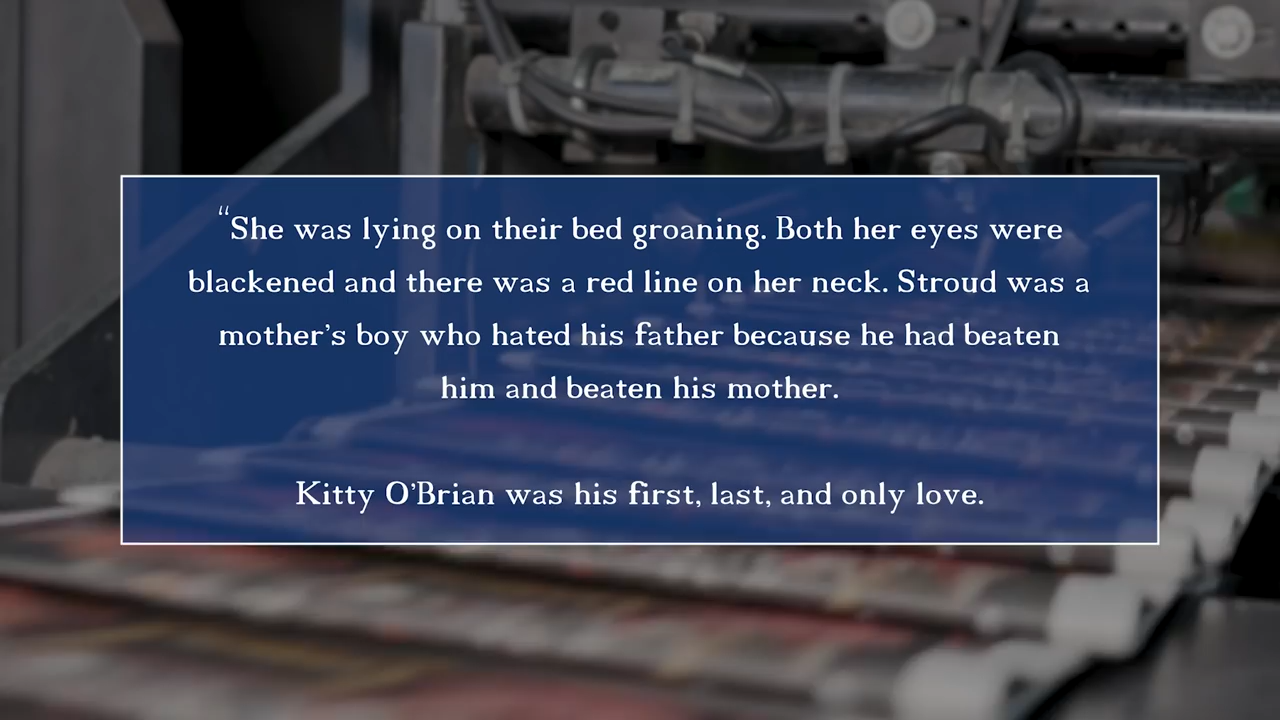 “She was lying on their bed groaning. Both her eyes were
blackened and there was a red line on her neck. Stroud was a
mother’s boy who hated his father because he had beaten
him and beaten his mother.
Kitty O’Brian was his first, last, and only love.